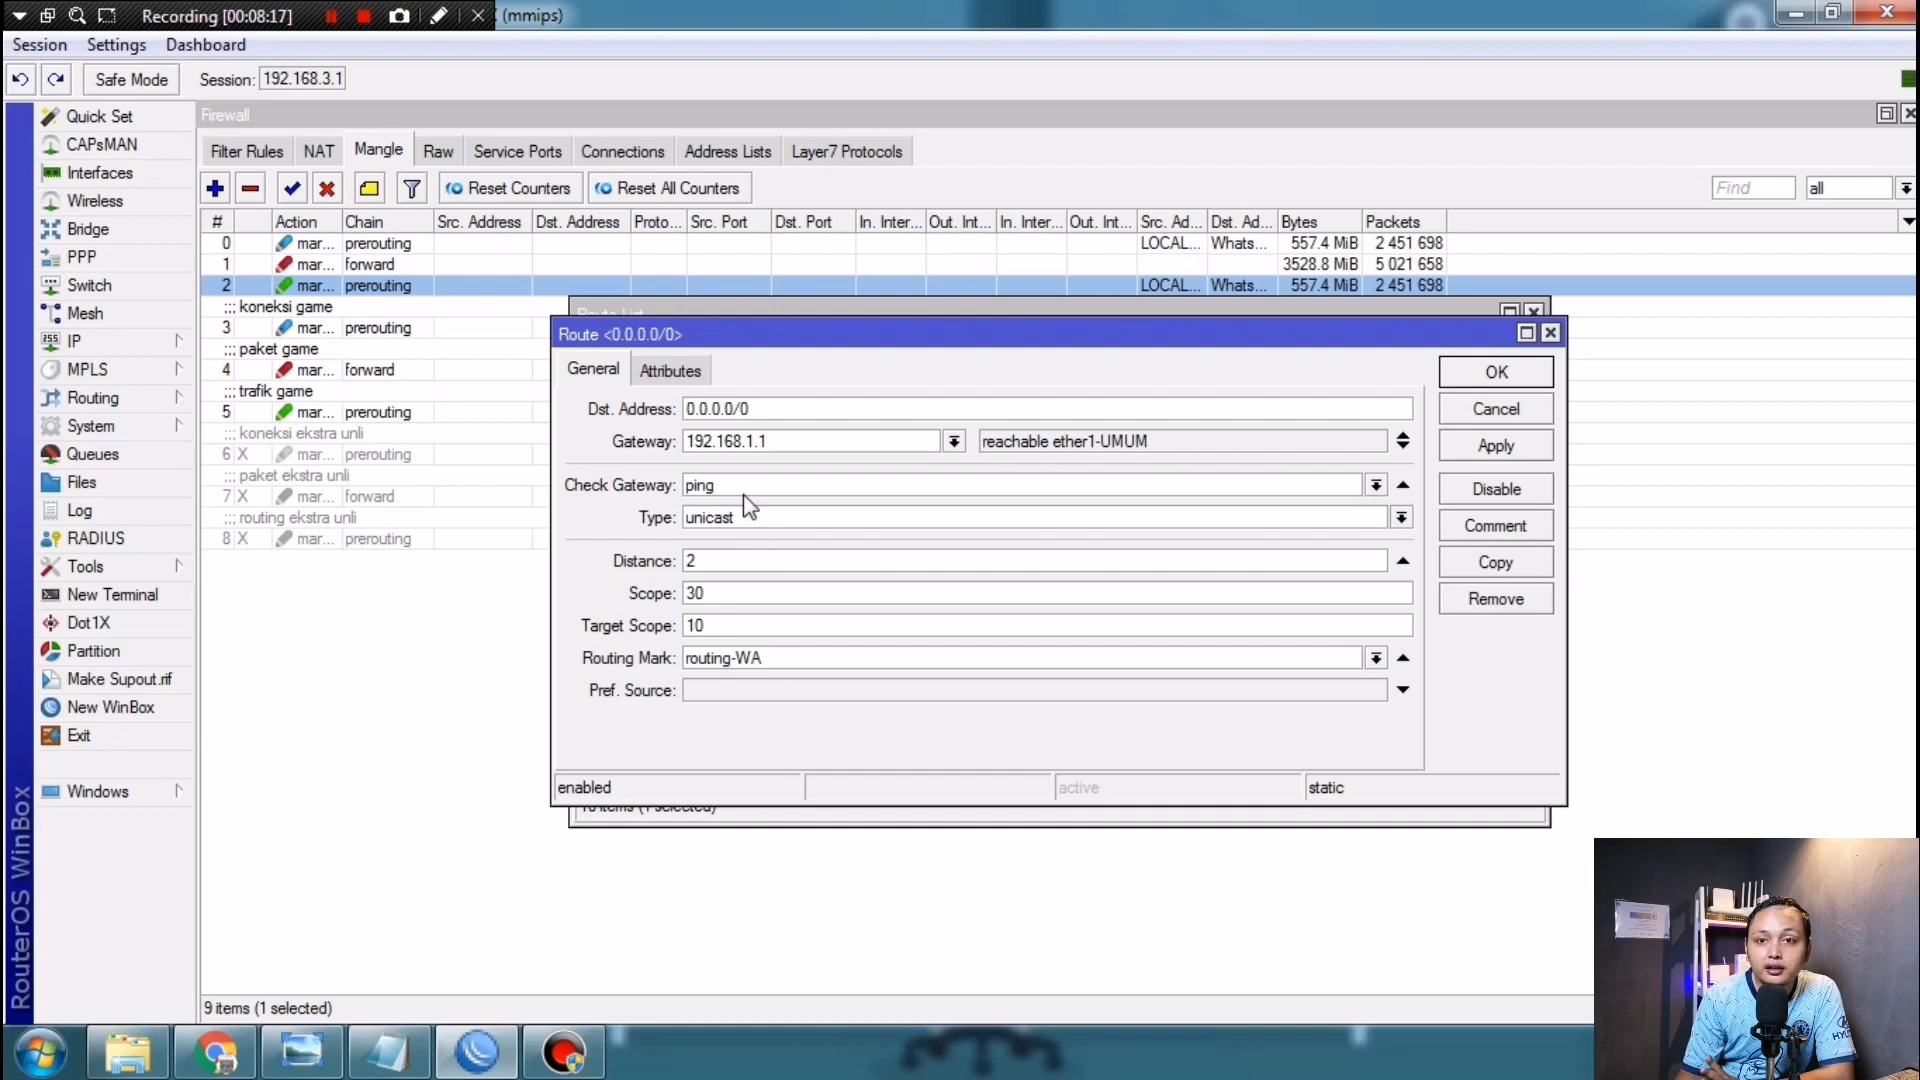 Recording [00:08:17]
(mmips)
Session Settings Dashboard
Safe Mode Session: 192.168.3.1
Quick Set
CAPsMAN
Interfaces
Wireless
Bridge
PPP
Switch
Mesh
IP
MPLS
Routing
System
Queues
Files
Log
RADIUS
Tools
New Terminal
Dot1X
Partition
Make Supout.rif
New WinBox
Exit
Windows
RouterOS WinBox
Firewall
Filter Rules NAT Mangle Raw Service Ports Connections Address Lists Layer7 Protocols
Reset Counters Reset All Counters Find all
# Action Chain Src. Address Dst. Address Proto... Src. Port Dst. Port In. Inter... Out. Int... In. Inter... Out. Int... Src. Ad... Dst. Ad... Bytes Packets
0 mar... prerouting LOCAL... Whats... 557.4 MiB 2 451 698
1 mar... forward 3528.8 MiB 5 021 658
2 mar... prerouting LOCAL... Whats... 557.4 MiB 2 451 698
;;; koneksi game
3 mar... prerouting
;;; paket game
4 mar... forward
;;; trafik game
5 mar... prerouting
;;; koneksi ekstra unli
6 X mar... prerouting
;;; paket ekstra unli
7 X mar... forward
;;; routing ekstra unli
8 X mar... prerouting
9 items (1 selected)
Route List
Route <0.0.0.0/0>
General Attributes
Dst. Address: 0.0.0.0/0
Gateway: 192.168.1.1 reachable ether1-UMUM
Check Gateway: ping
Type: unicast
Distance: 2
Scope: 30
Target Scope: 10
Routing Mark: routing-WA
Pref. Source:
OK
Cancel
Apply
Disable
Comment
Copy
Remove
enabled active static